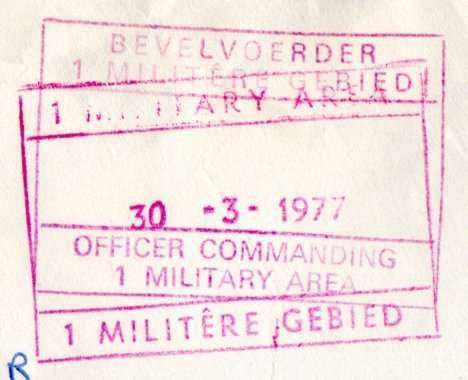 BEVELVOERDER
1 MILITÊRE GEBIED
1 MILITARY AREA
30 -3- 1977
OFFICER COMMANDING
1 MILITARY AREA
1 MILITÊRE GEBIED
R